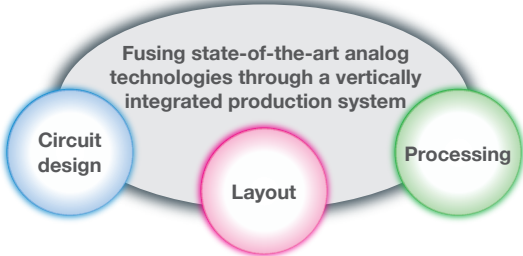 Fusing state-of-the-art analog
technologies through a vertically
integrated production system
Circuit
design
Layout
Processing